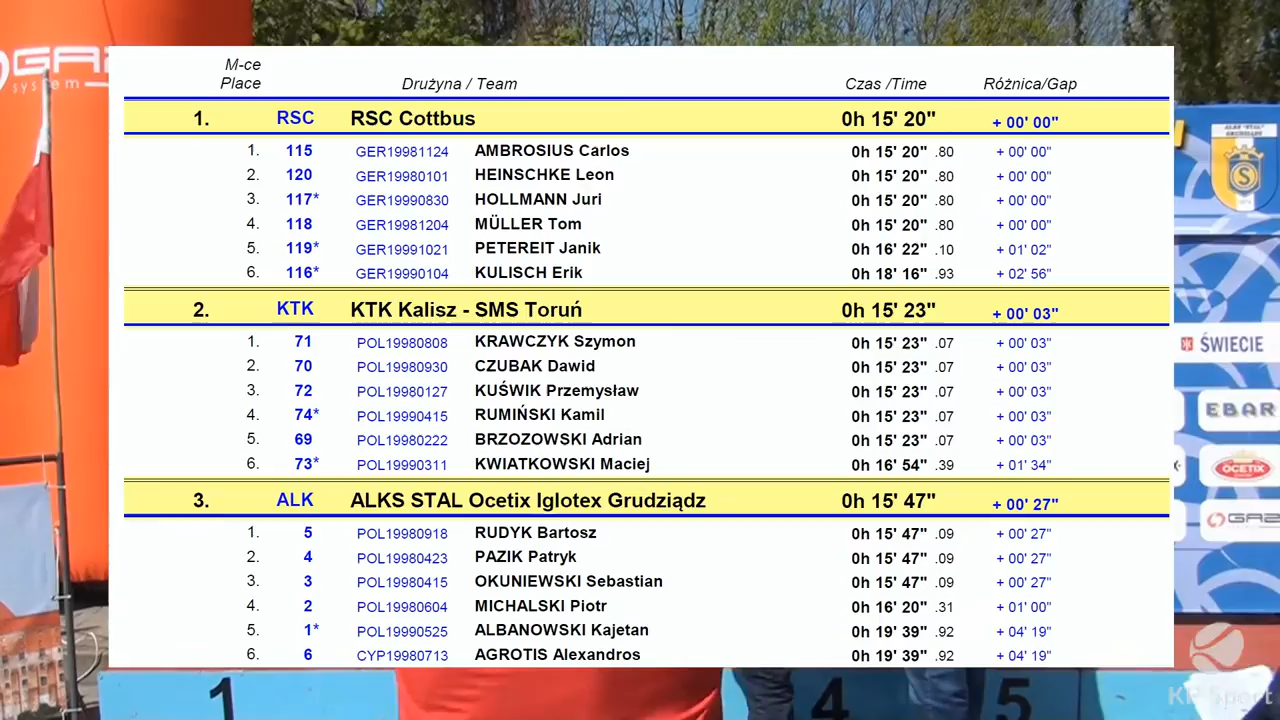 GAZ
system
M-ce
Place Drużyna / Team Czas /Time Różnica/Gap
1. RSC RSC Cottbus 0h 15' 20" + 00' 00"
1. 115 GER19981124 AMBROSIUS Carlos 0h 15' 20" .80 + 00' 00"
2. 120 GER19980101 HEINSCHKE Leon 0h 15' 20" .80 + 00' 00"
3. 117* GER19990830 HOLLMANN Juri 0h 15' 20" .80 + 00' 00"
4. 118 GER19981204 MÜLLER Tom 0h 15' 20" .80 + 00' 00"
5. 119* GER19991021 PETEREIT Janik 0h 16' 22" .10 + 01' 02"
6. 116* GER19990104 KULISCH Erik 0h 18' 16" .93 + 02' 56"
2. KTK KTK Kalisz - SMS Toruń 0h 15' 23" + 00' 03"
1. 71 POL19980808 KRAWCZYK Szymon 0h 15' 23" .07 + 00' 03"
2. 70 POL19980930 CZUBAK Dawid 0h 15' 23" .07 + 00' 03"
3. 72 POL19980127 KUŚWIK Przemysław 0h 15' 23" .07 + 00' 03"
4. 74* POL19990415 RUMIŃSKI Kamil 0h 15' 23" .07 + 00' 03"
5. 69 POL19980222 BRZOZOWSKI Adrian 0h 15' 23" .07 + 00' 03"
6. 73* POL19990311 KWIATKOWSKI Maciej 0h 16' 54" .39 + 01' 34"
3. ALK ALKS STAL Ocetix Iglotex Grudziądz 0h 15' 47" + 00' 27"
1. 5 POL19980918 RUDYK Bartosz 0h 15' 47" .09 + 00' 27"
2. 4 POL19980423 PAZIK Patryk 0h 15' 47" .09 + 00' 27"
3. 3 POL19980415 OKUNIEWSKI Sebastian 0h 15' 47" .09 + 00' 27"
4. 2 POL19980604 MICHALSKI Piotr 0h 16' 20" .31 + 01' 00"
5. 1* POL19990525 ALBANOWSKI Kajetan 0h 19' 39" .92 + 04' 19"
6. 6 CYP19980713 AGROTIS Alexandros 0h 19' 39" .92 + 04' 19"
ŚWIECIE
EBAR
OCETIX
GAZ
1 4 5
Sport